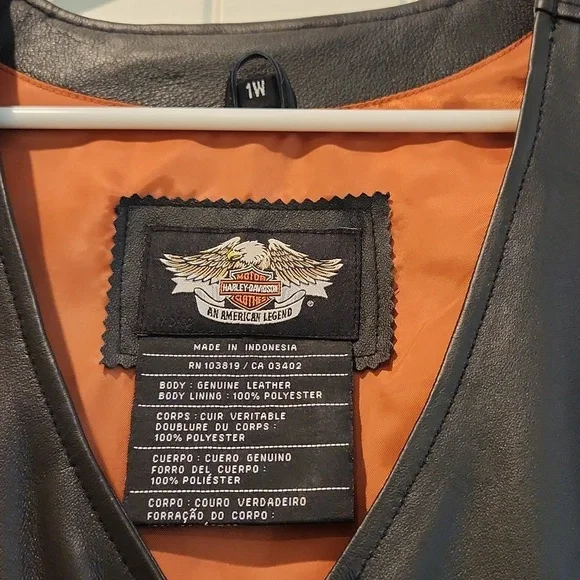 1W
MOTOR
HARLEY-DAVIDSON
CLOTHES
AN AMERICAN LEGEND
®
MADE IN INDONESIA
RN 103819 / CA 03402
BODY : GENUINE LEATHER
BODY LINING : 100% POLYESTER
CORPS : CUIR VERITABLE
DOUBLURE DU CORPS :
100% POLYESTER
CUERPO : CUERO GENUINO
FORRO DEL CUERPO :
100% POLIÉSTER
CORPO : COURO VERDADEIRO
FORRAÇÃO DO CORPO :